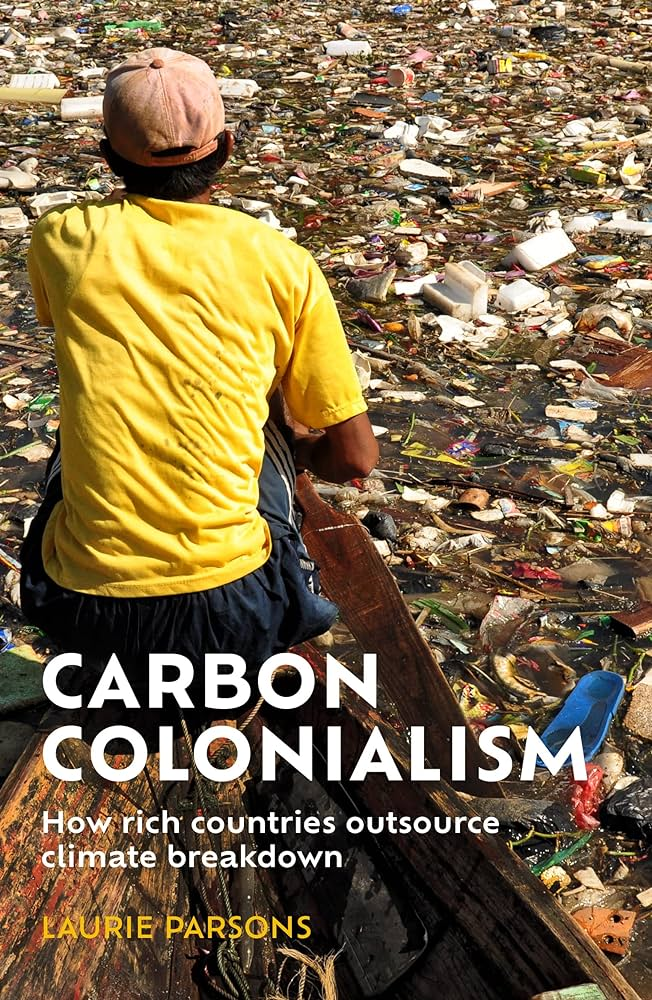 CARBON
COLONIALISM
How rich countries outsource
climate breakdown
LAURIE PARSONS